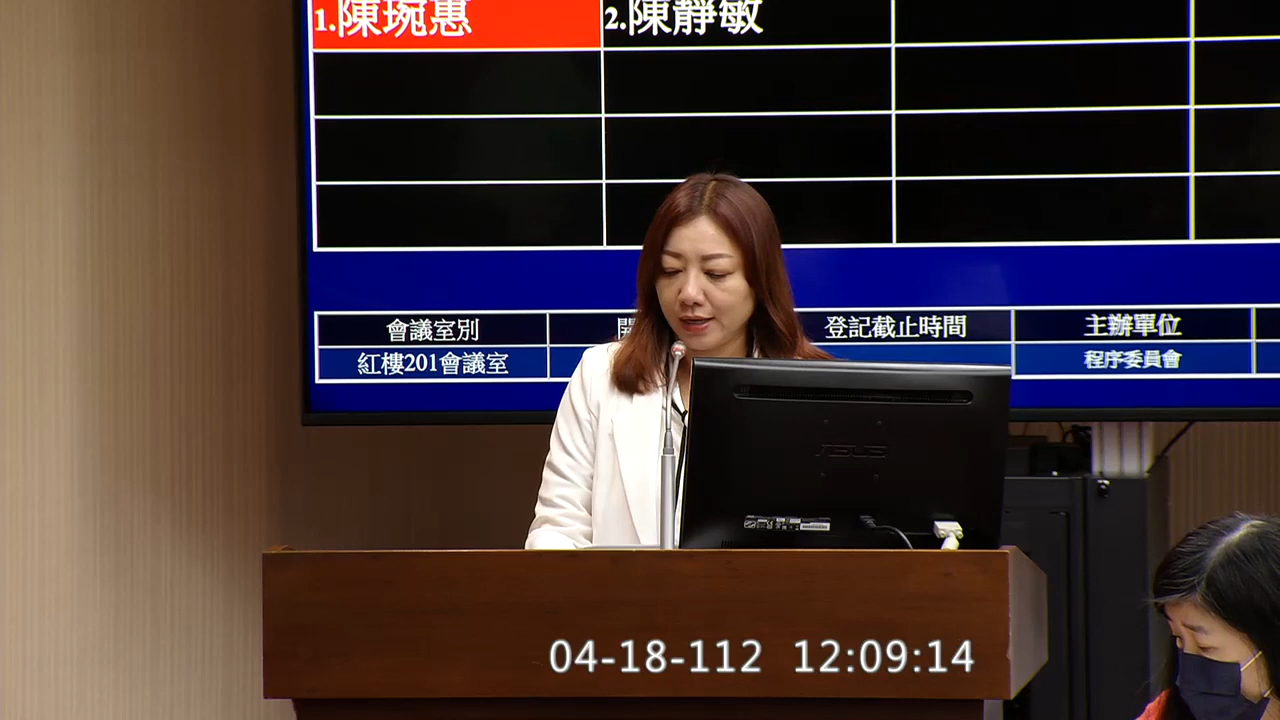 1.陳琬惠 2.陳靜敏
會議室別 開 登記截止時間 主辦單位
紅樓201會議室 程序委員會
ASUS
04-18-112 12:09:14